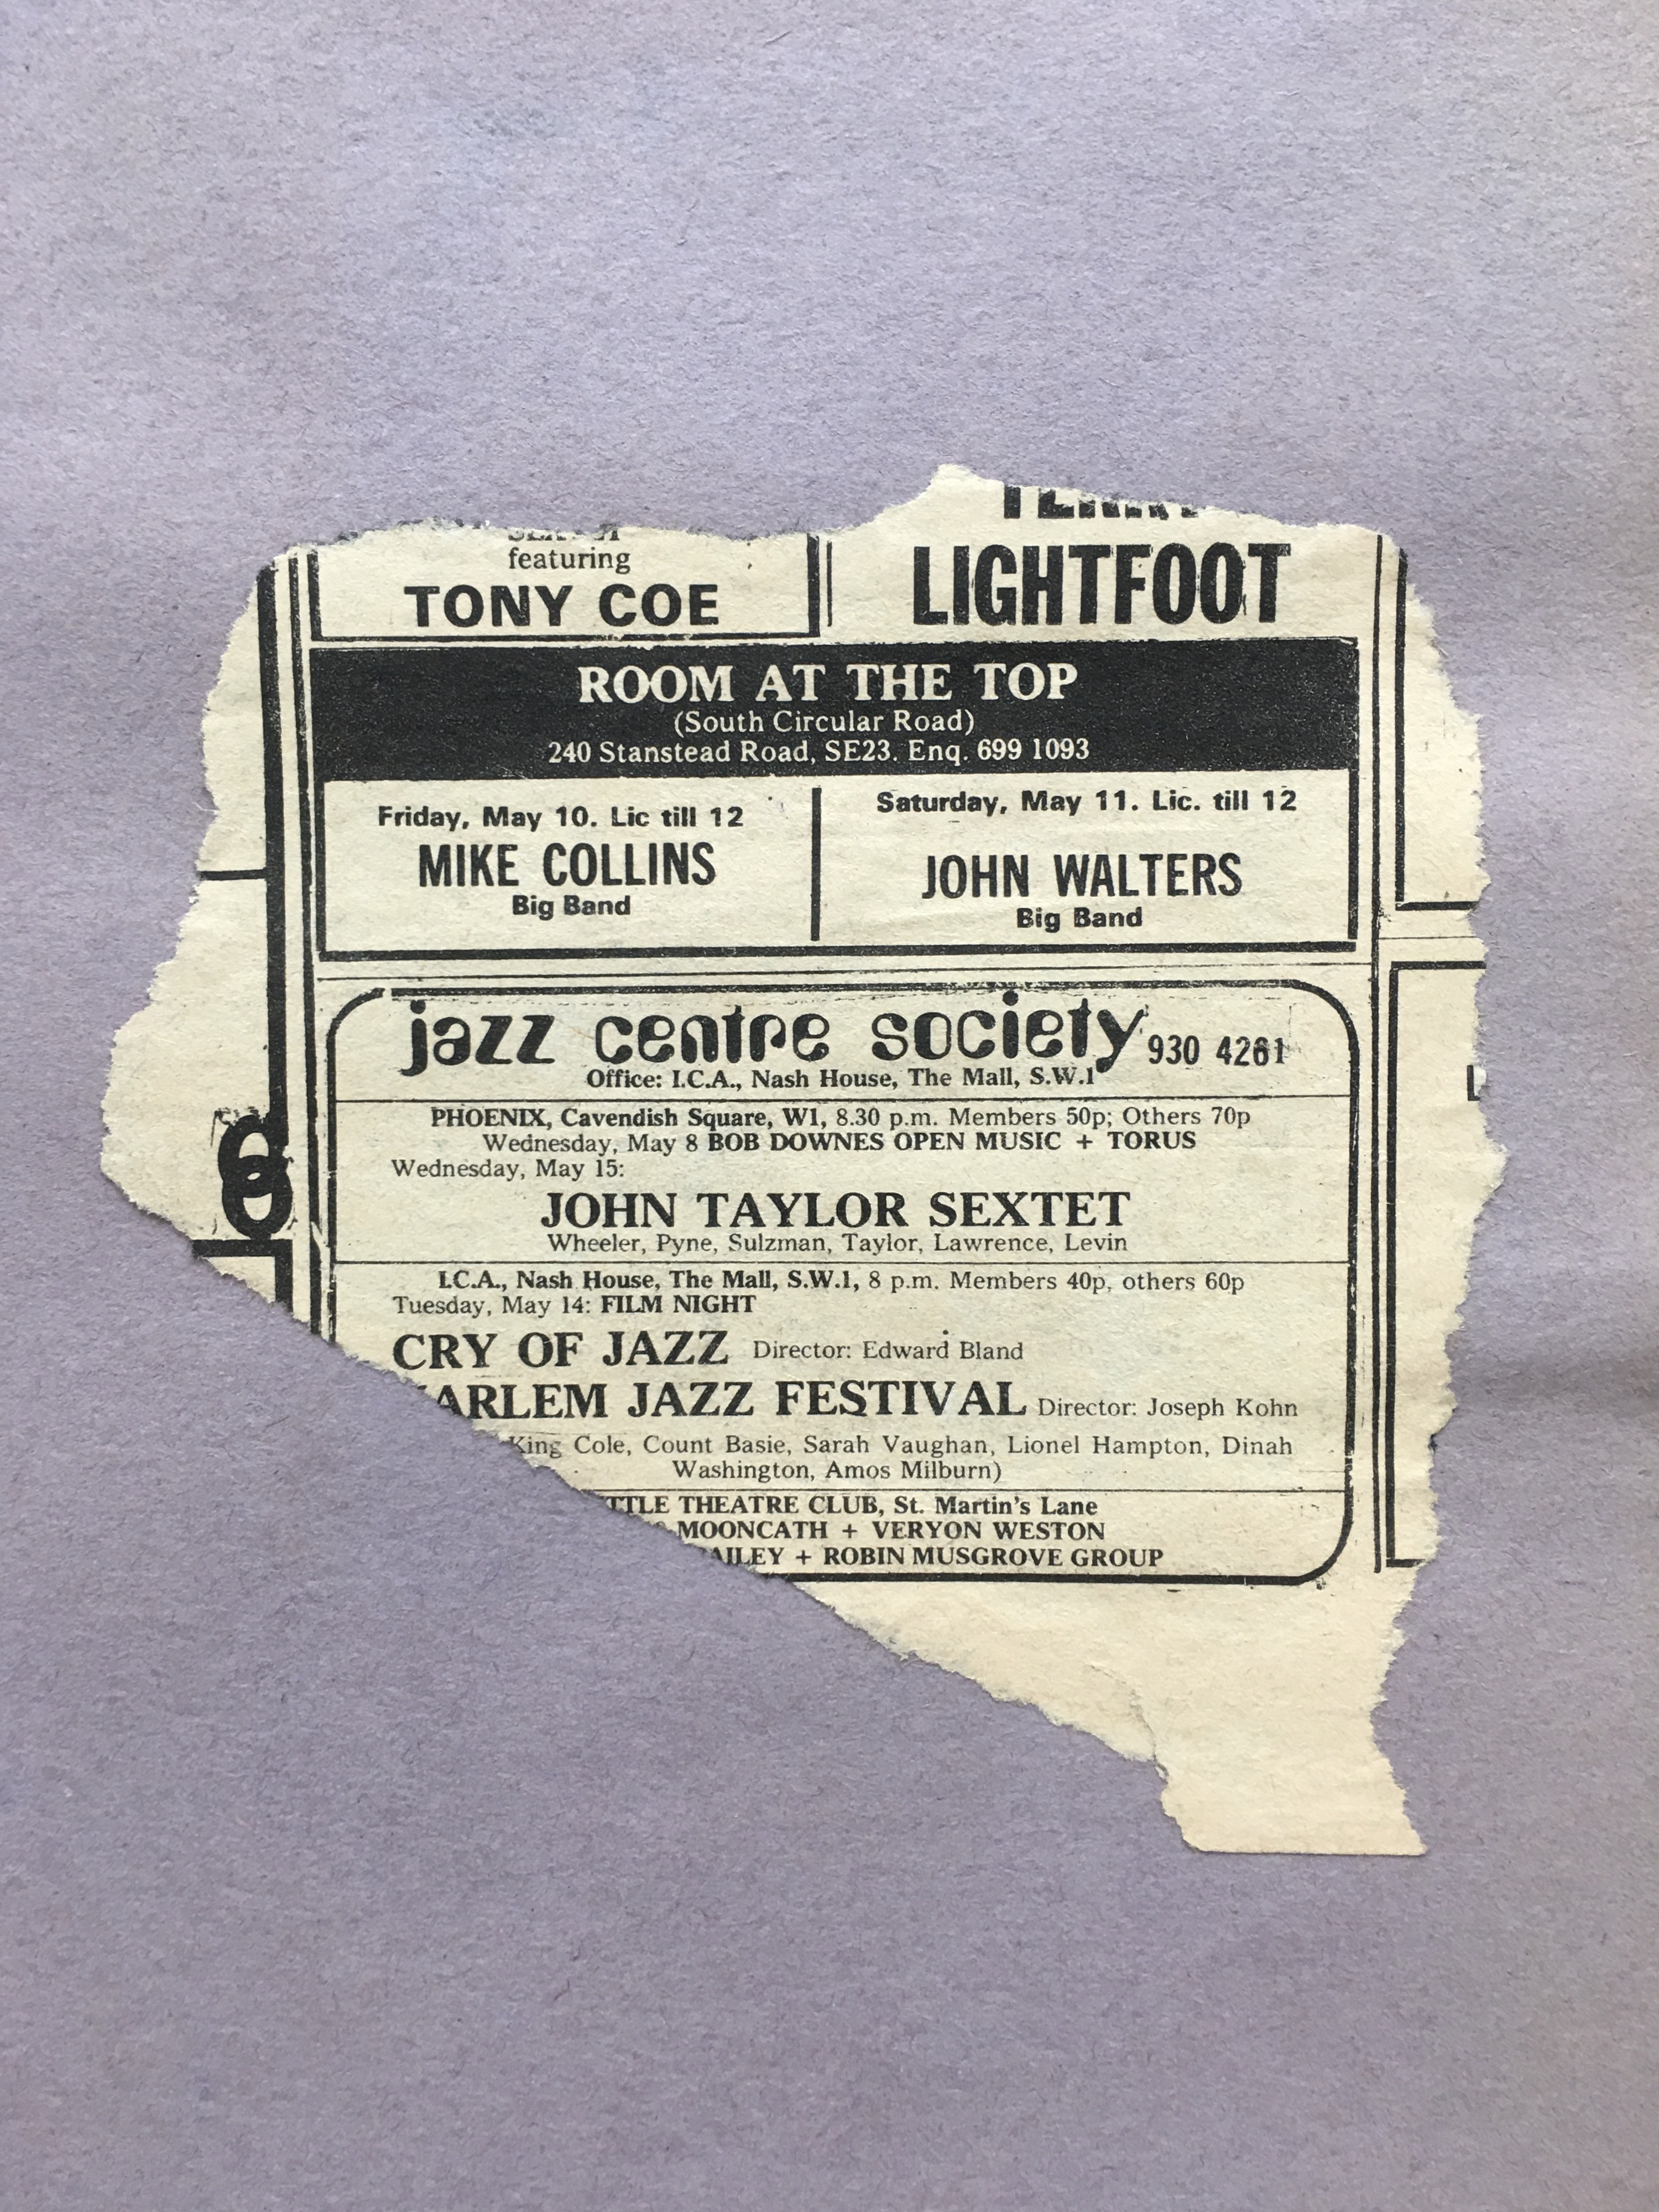 featuring
TONY COE
LIGHTFOOT
ROOM AT THE TOP
(South Circular Road)
240 Stanstead Road, SE23. Enq. 699 1093
Friday, May 10. Lic till 12
MIKE COLLINS
Big Band
Saturday, May 11. Lic. till 12
JOHN WALTERS
Big Band
jazz centre society 930 4261
Office: I.C.A., Nash House, The Mall, S.W.1
PHOENIX, Cavendish Square, W1, 8.30 p.m. Members 50p; Others 70p
Wednesday, May 8 BOB DOWNES OPEN MUSIC + TORUS
Wednesday, May 15:
JOHN TAYLOR SEXTET
Wheeler, Pyne, Sulzman, Taylor, Lawrence, Levin
I.C.A., Nash House, The Mall, S.W.1, 8 p.m. Members 40p, others 60p
Tuesday, May 14: FILM NIGHT
CRY OF JAZZ Director: Edward Bland
ARLEM JAZZ FESTIVAL Director: Joseph Kohn
King Cole, Count Basie, Sarah Vaughan, Lionel Hampton, Dinah
Washington, Amos Milburn)
TTLE THEATRE CLUB, St. Martin's Lane
MOONCATH + VERYON WESTON
AILEY + ROBIN MUSGROVE GROUP